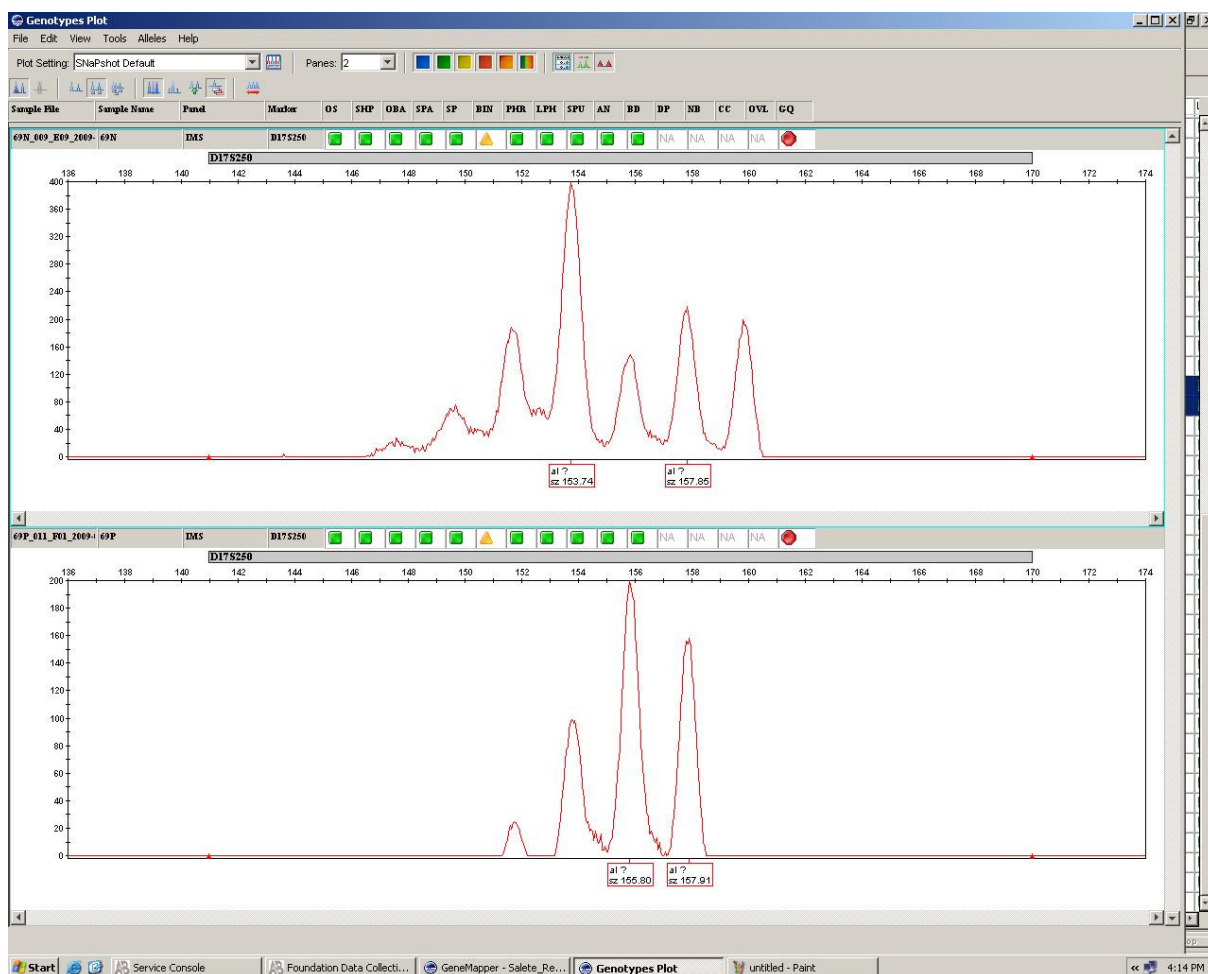 Genotypes Plot
File Edit View Tools Alleles Help
Plot Setting: SNaPshot Default Panes: 2
Sample File Sample Name Panel Marker OS SHP OBA SPA SP BIN PHR LPH SPU AN BD DP NB CC OVL GQ
69N_009_E09_2009- 69N IMS D17S250 NA NA NA NA
D17S250
136 138 140 142 144 146 148 150 152 154 156 158 160 162 164 166 168 170 172 174
400
360
320
280
240
200
160
120
80
40
0
al ? al ?
sz 153.74 sz 157.85
69P_011_F01_2009- 69P IMS D17S250 NA NA NA NA
D17S250
136 138 140 142 144 146 148 150 152 154 156 158 160 162 164 166 168 170 172 174
200
180
160
140
120
100
80
60
40
20
0
al ? al ?
sz 155.80 sz 157.91
Start Service Console Foundation Data Collecti... GeneMapper - Salete_Re... Genotypes Plot untitled - Paint « 4:14 PM